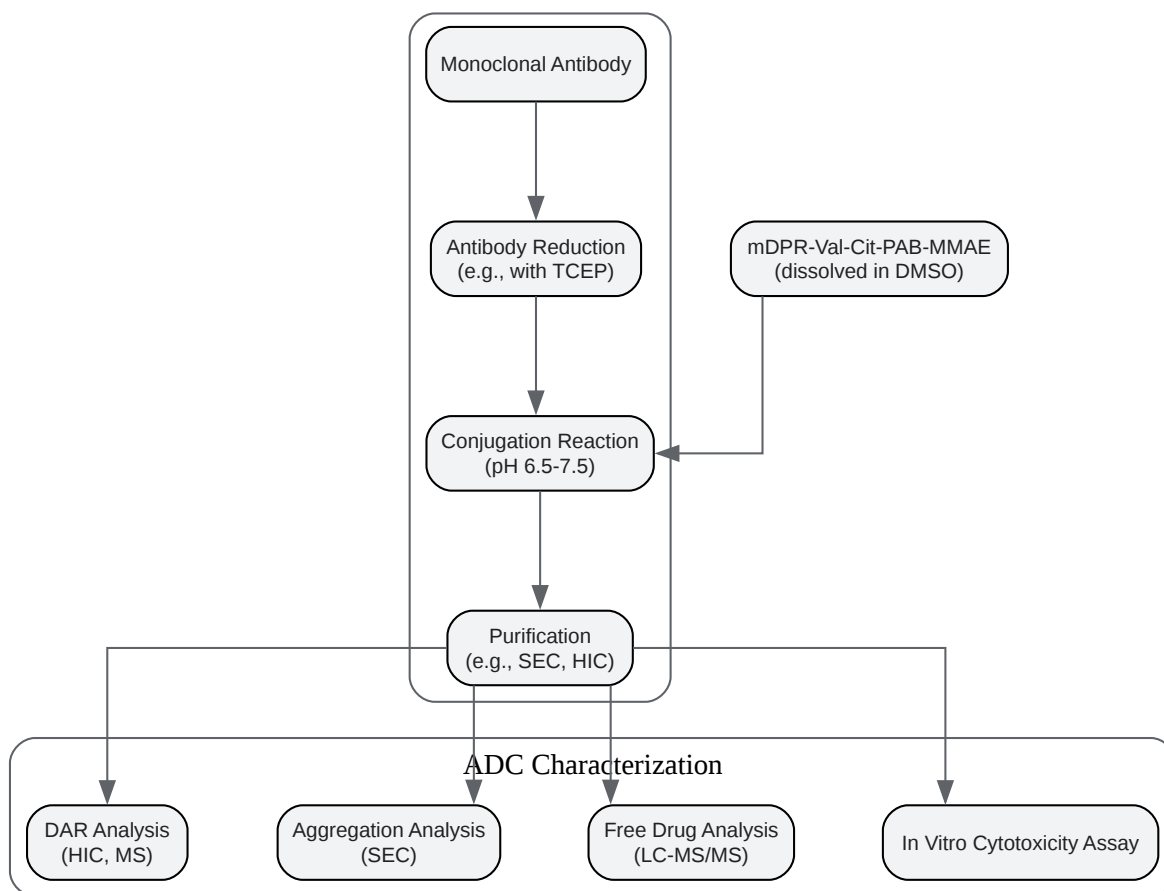 Monoclonal Antibody
Antibody Reduction
(e.g., with TCEP)
mDPR-Val-Cit-PAB-MMAE
(dissolved in DMSO)
Conjugation Reaction
(pH 6.5-7.5)
Purification
(e.g., SEC, HIC)
ADC Characterization
DAR Analysis
(HIC, MS)
Aggregation Analysis
(SEC)
Free Drug Analysis
(LC-MS/MS)
In Vitro Cytotoxicity Assay